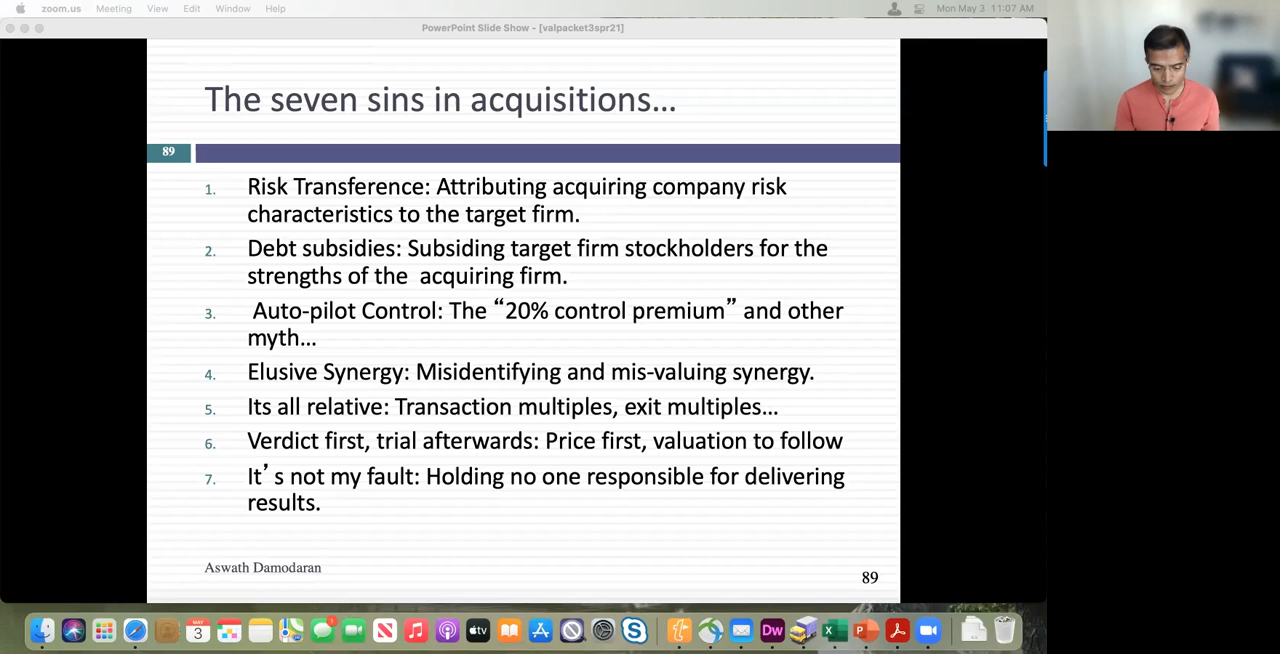 zoom.us Meeting View Edit Window Help Mon May 3 11:07 AM
PowerPoint Slide Show - [valpacket3spr21]
The seven sins in acquisitions...
89
1. Risk Transference: Attributing acquiring company risk
characteristics to the target firm.
2. Debt subsidies: Subsiding target firm stockholders for the
strengths of the acquiring firm.
3. Auto-pilot Control: The “20% control premium” and other
myth...
4. Elusive Synergy: Misidentifying and mis-valuing synergy.
5. Its all relative: Transaction multiples, exit multiples...
6. Verdict first, trial afterwards: Price first, valuation to follow
7. It’s not my fault: Holding no one responsible for delivering
results.
Aswath Damodaran
89
MAY
3
tv
Dw
X
P